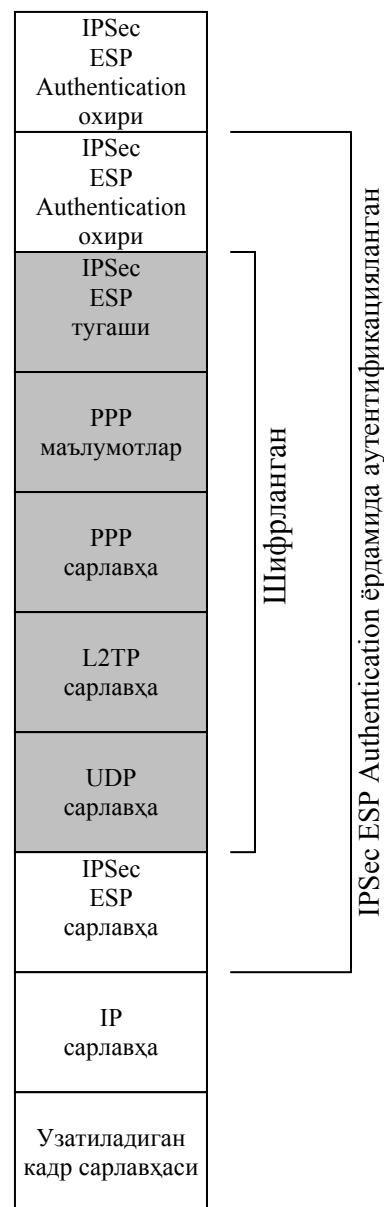 IPSec
ESP
Authentication
охири
IPSec
ESP
Authentication
охири
IPSec
ESP
тугаши
PPP
маълумотлар
PPP
сарлавҳа
L2TP
сарлавҳа
UDP
сарлавҳа
IPSec
ESP
сарлавҳа
IP
сарлавҳа
Узатиладиган
кадр сарлавҳаси
Шифрланган
IPSec ESP Authentication ёрдамида аутентификацияланган